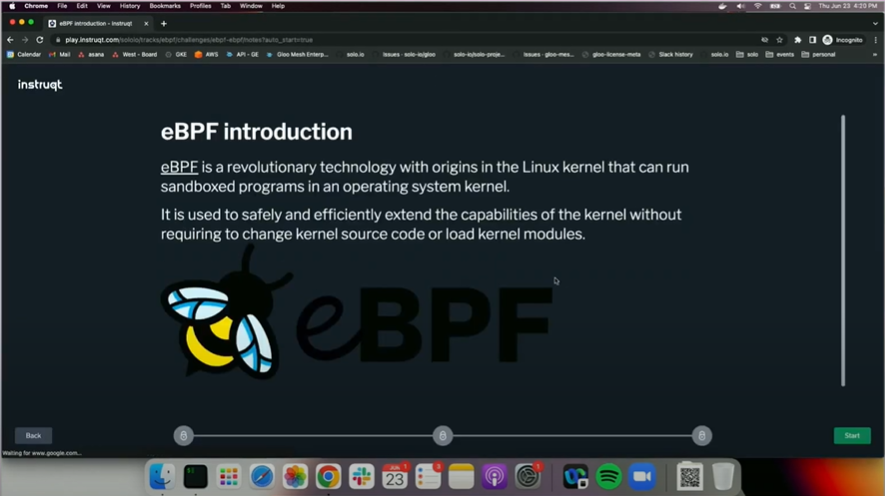 Chrome File Edit View History Bookmarks Profiles Tab Window Help
Thu Jun 23 4:20 PM
eBPF introduction - Instruqt
play.instruqt.com/soloio/tracks/ebpf/challenges/ebpf-ebpf/notes?auto_start=true
Incognito
Calendar Mail asana West - Board GKE AWS API - GE Gloo Mesh Enterp... solo.io Issues · solo-io/gloo solo-io/solo-proje... Issues · gloo-mes... gloo-license-meta Slack history solo.io solo events personal
instruqt
eBPF introduction
eBPF is a revolutionary technology with origins in the Linux kernel that can run
sandboxed programs in an operating system kernel.
It is used to safely and efficiently extend the capabilities of the kernel without
requiring to change kernel source code or load kernel modules.
eBPF
Back
Start
Waiting for www.google.com...
JUN
23